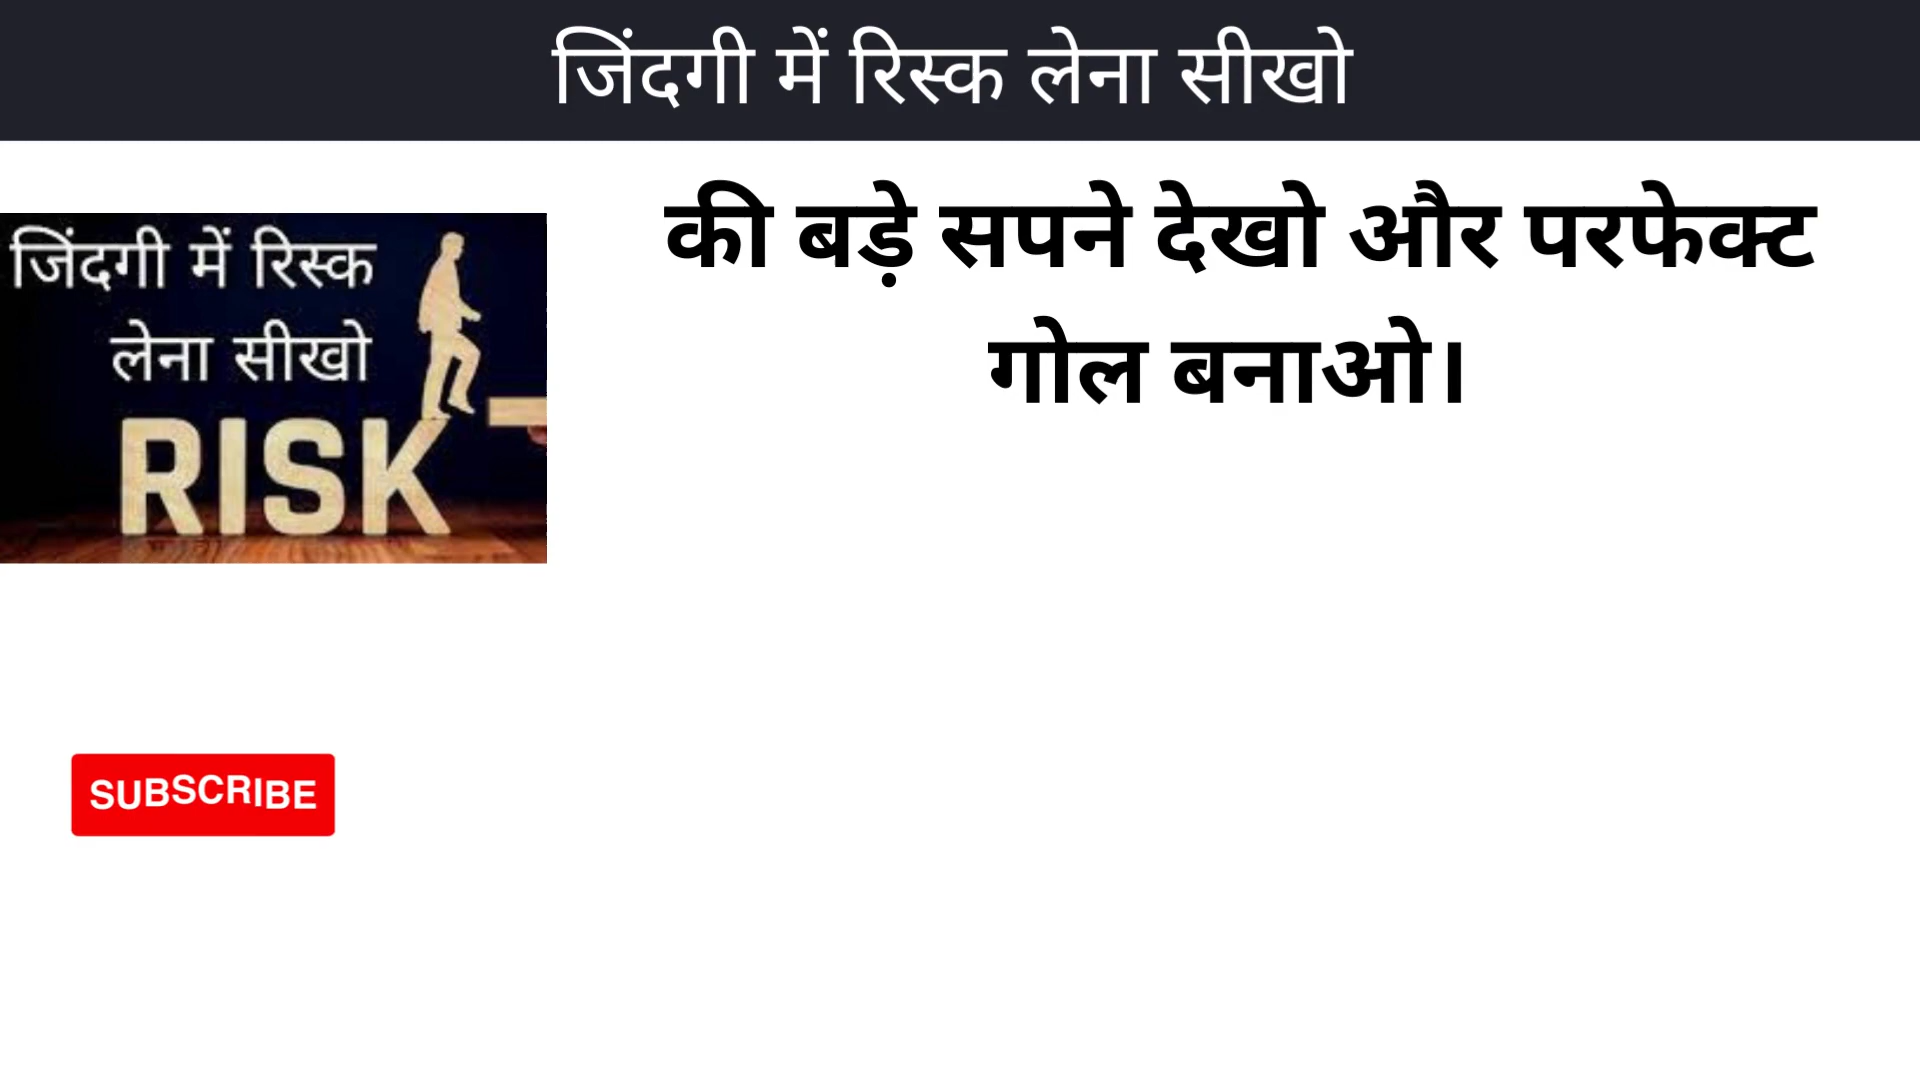 जिंदगी में रिस्क लेना सीखो
की बड़े सपने देखो और परफेक्ट
गोल बनाओ।
जिंदगी में रिस्क
लेना सीखो
RISK
SUBSCRIBE